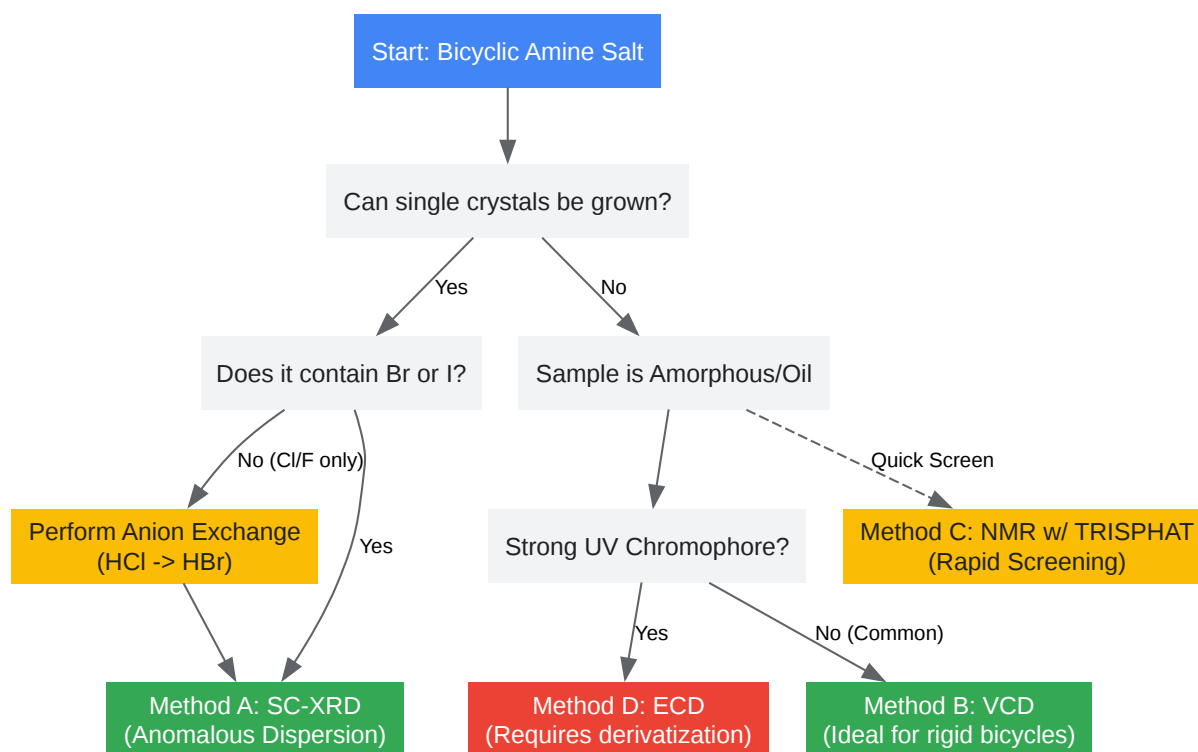 Start: Bicyclic Amine Salt
Can single crystals be grown?
Yes
No
Does it contain Br or I?
Sample is Amorphous/Oil
No (Cl/F only)
Quick Screen
Perform Anion Exchange
(HCl -> HBr)
Yes
Strong UV Chromophore?
Method C: NMR w/ TRISPHAT
(Rapid Screening)
Yes
No (Common)
Method A: SC-XRD
(Anomalous Dispersion)
Method D: ECD
(Requires derivatization)
Method B: VCD
(Ideal for rigid bicycles)